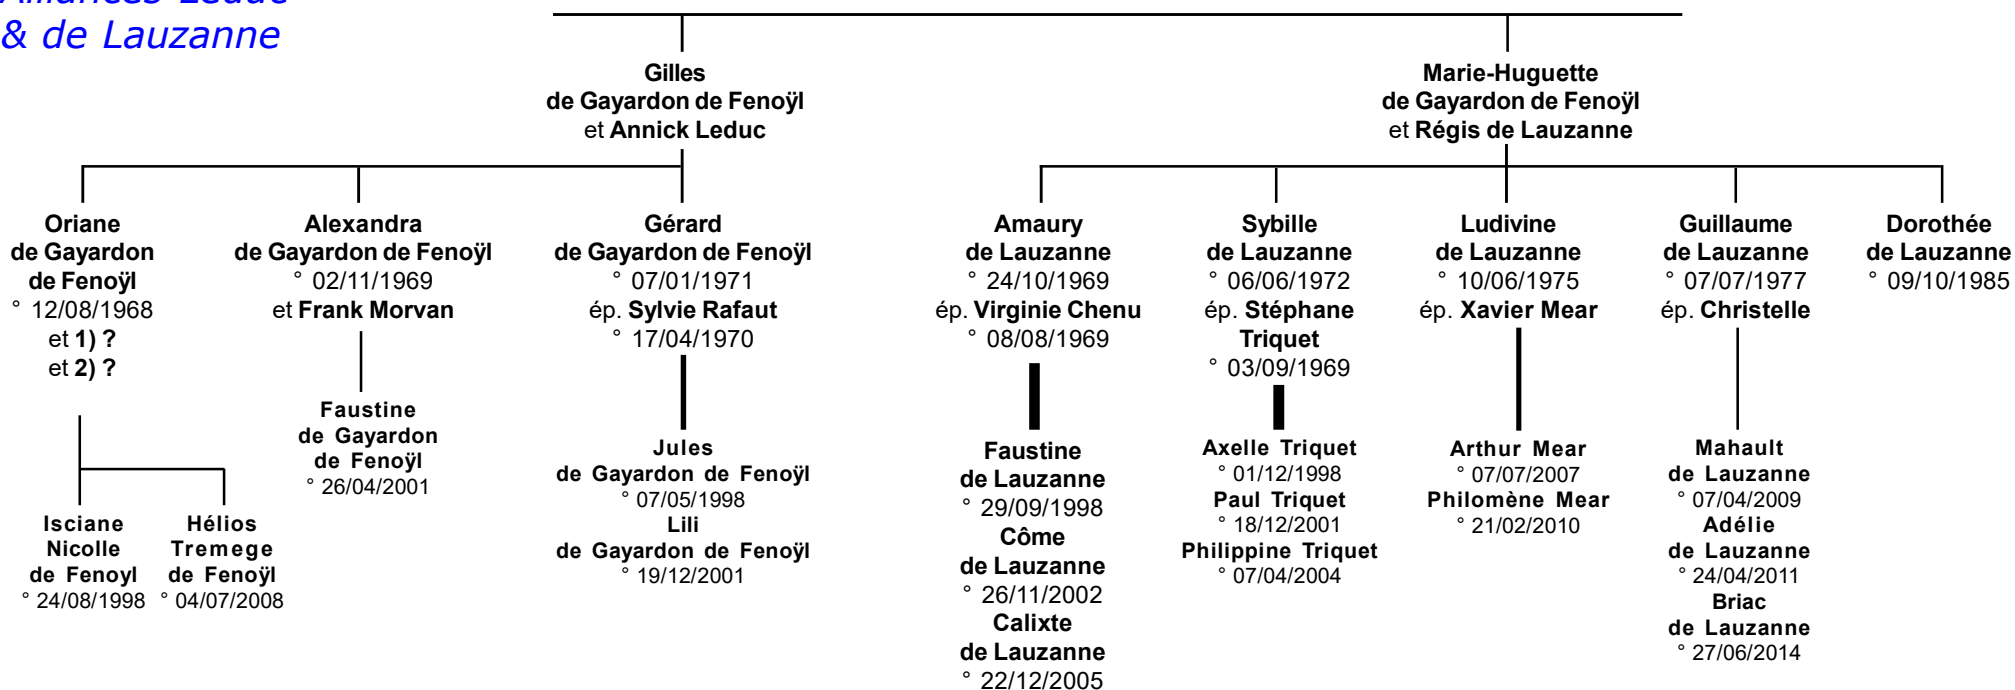 Alliances Leduc
& de Lauzanne
Gilles
de Gayardon de Fenoÿl
et Annick Leduc
Marie-Huguette
de Gayardon de Fenoÿl
et Régis de Lauzanne
Oriane
de Gayardon
de Fenoÿl
° 12/08/1968
et 1) ?
et 2) ?
Alexandra
de Gayardon de Fenoÿl
° 02/11/1969
et Frank Morvan
Gérard
de Gayardon de Fenoÿl
° 07/01/1971
ép. Sylvie Rafaut
° 17/04/1970
Amaury
de Lauzanne
° 24/10/1969
ép. Virginie Chenu
° 08/08/1969
Sybille
de Lauzanne
° 06/06/1972
ép. Stéphane
Triquet
° 03/09/1969
Ludivine
de Lauzanne
° 10/06/1975
ép. Xavier Mear
Guillaume
de Lauzanne
° 07/07/1977
ép. Christelle
Dorothée
de Lauzanne
° 09/10/1985
Isciane
Nicolle
de Fenoyl
° 24/08/1998
Hélios
Tremege
de Fenoÿl
° 04/07/2008
Faustine
de Gayardon
de Fenoÿl
° 26/04/2001
Jules
de Gayardon de Fenoÿl
° 07/05/1998
Lili
de Gayardon de Fenoÿl
° 19/12/2001
Faustine
de Lauzanne
° 29/09/1998
Côme
de Lauzanne
° 26/11/2002
Calixte
de Lauzanne
° 22/12/2005
Axelle Triquet
° 01/12/1998
Paul Triquet
° 18/12/2001
Philippine Triquet
° 07/04/2004
Arthur Mear
° 07/07/2007
Philomène Mear
° 21/02/2010
Mahault
de Lauzanne
° 07/04/2009
Adélie
de Lauzanne
° 24/04/2011
Briac
de Lauzanne
° 27/06/2014